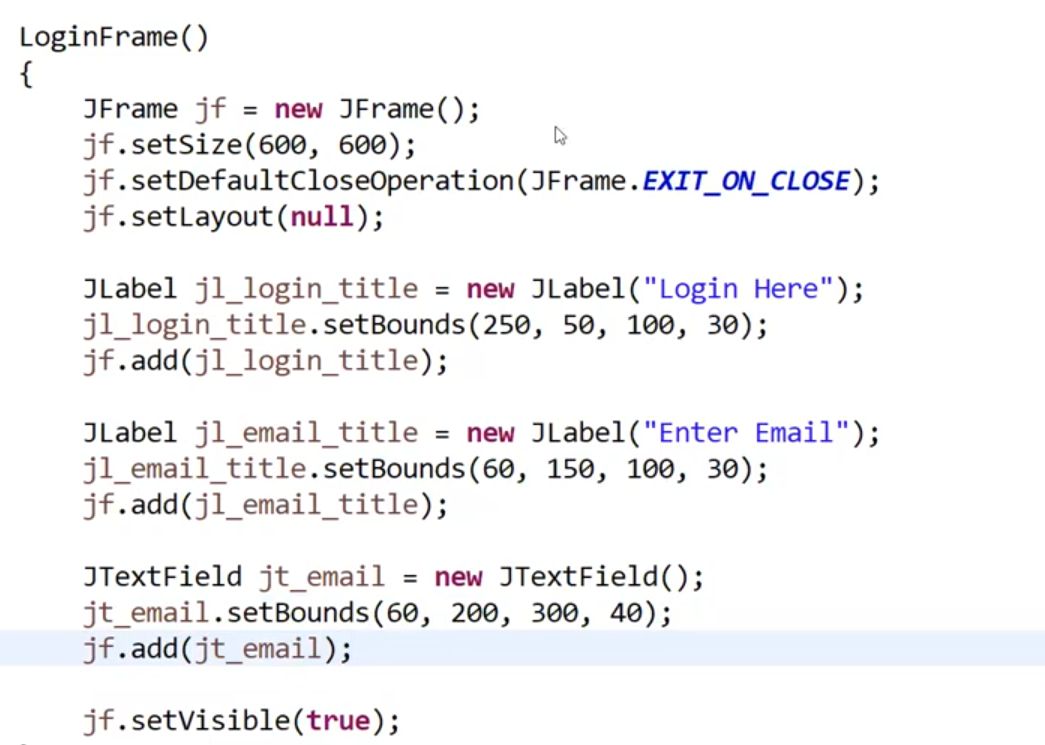 LoginFrame()
{
    JFrame jf = new JFrame();
    jf.setSize(600, 600);
    jf.setDefaultCloseOperation(JFrame.EXIT_ON_CLOSE);
    jf.setLayout(null);

    JLabel jl_login_title = new JLabel("Login Here");
    jl_login_title.setBounds(250, 50, 100, 30);
    jf.add(jl_login_title);

    JLabel jl_email_title = new JLabel("Enter Email");
    jl_email_title.setBounds(60, 150, 100, 30);
    jf.add(jl_email_title);

    JTextField jt_email = new JTextField();
    jt_email.setBounds(60, 200, 300, 40);
    jf.add(jt_email);

    jf.setVisible(true);